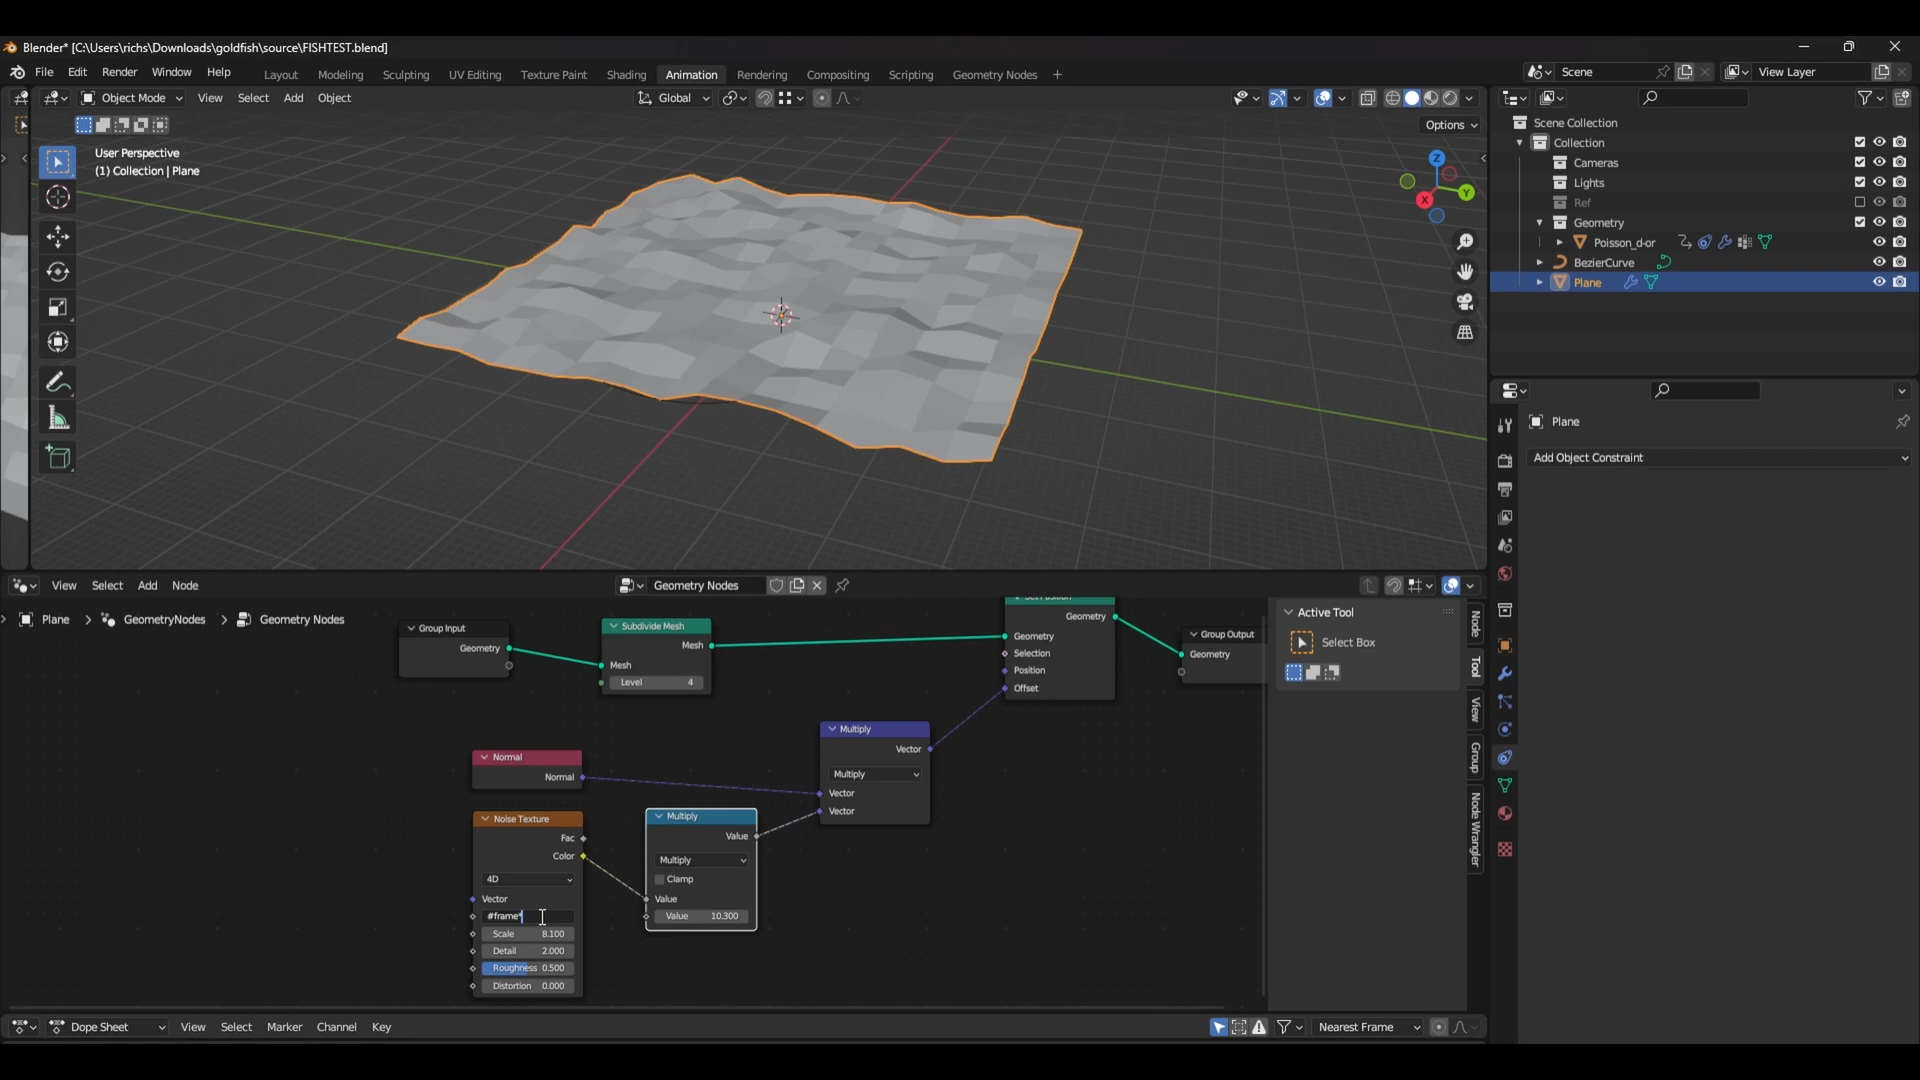 Blender* [C:\Users\richs\Downloads\goldfish\source\FISHTEST.blend]
File Edit Render Window Help Layout Modeling Sculpting UV Editing Texture Paint Shading Animation Rendering Compositing Scripting Geometry Nodes + Scene View Layer
Object Mode View Select Add Object Global
Options
User Perspective
(1) Collection | Plane
Z
Y
X
Scene Collection
Collection
Cameras
Lights
Ref
Geometry
Poisson_d-or
BezierCurve
Plane
Plane
Add Object Constraint
View Select Add Node Geometry Nodes
Plane > GeometryNodes > Geometry Nodes
Group Input
Geometry
Subdivide Mesh
Mesh
Mesh
Level 4
Set Position
Geometry
Geometry
Selection
Position
Offset
Group Output
Geometry
Normal
Normal
Multiply
Vector
Multiply
Vector
Vector
Noise Texture
Fac
Color
4D
Vector
#frame*
Scale 8.100
Detail 2.000
Roughness 0.500
Distortion 0.000
Multiply
Value
Multiply
Clamp
Value
Value 10.300
Active Tool
Select Box
Node
Tool
View
Group
Node Wrangler
Dope Sheet View Select Marker Channel Key Nearest Frame